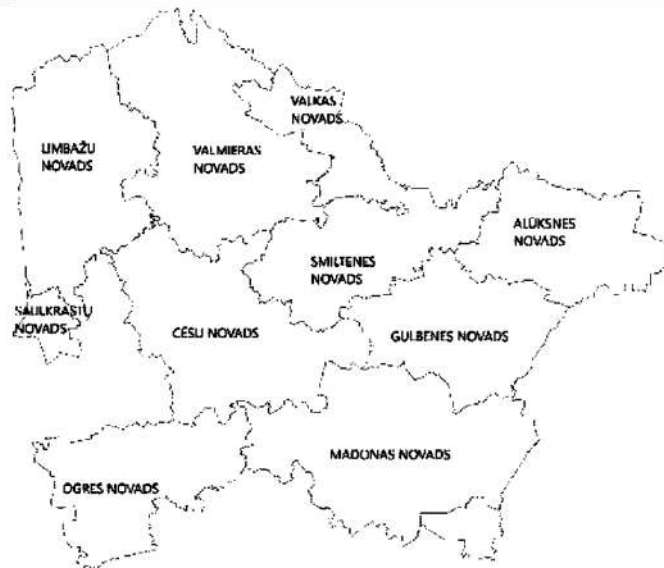 VALKAS
NOVADS
LIMBAŽU
NOVADS
VALMIERAS
NOVADS
ALŪKSNES
NOVADS
SMILTENES
NOVADS
SAULKRASTU
NOVADS
CĒSU NOVADS
GULBENES NOVADS
MADONAS NOVADS
OGRES NOVADS